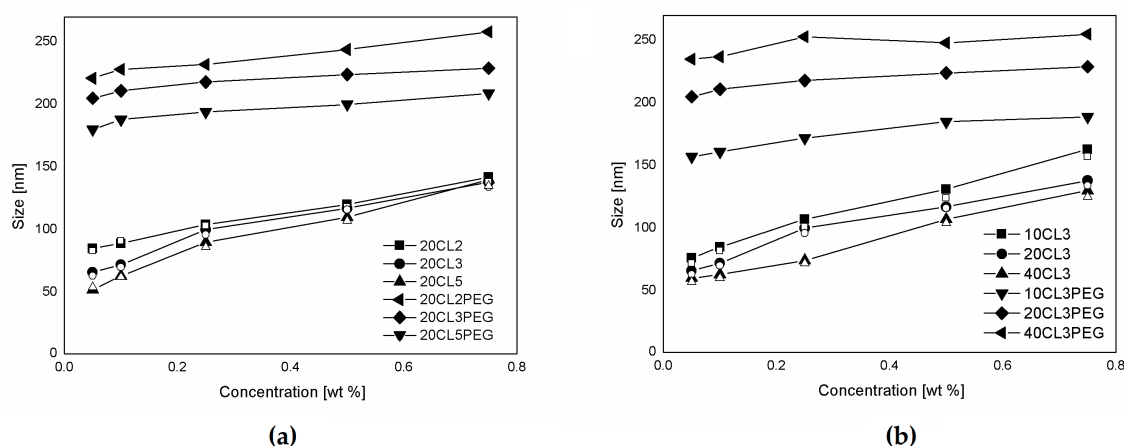 250
200
150
100
50
0
Size [nm]
0.0
0.2
0.4
0.6
0.8
Concentration [wt %]
20CL2
20CL3
20CL5
20CL2PEG
20CL3PEG
20CL5PEG
(a)
250
200
150
100
50
0
Size [nm]
0.0
0.2
0.4
0.6
0.8
Concentration [wt %]
10CL3
20CL3
40CL3
10CL3PEG
20CL3PEG
40CL3PEG
(b)